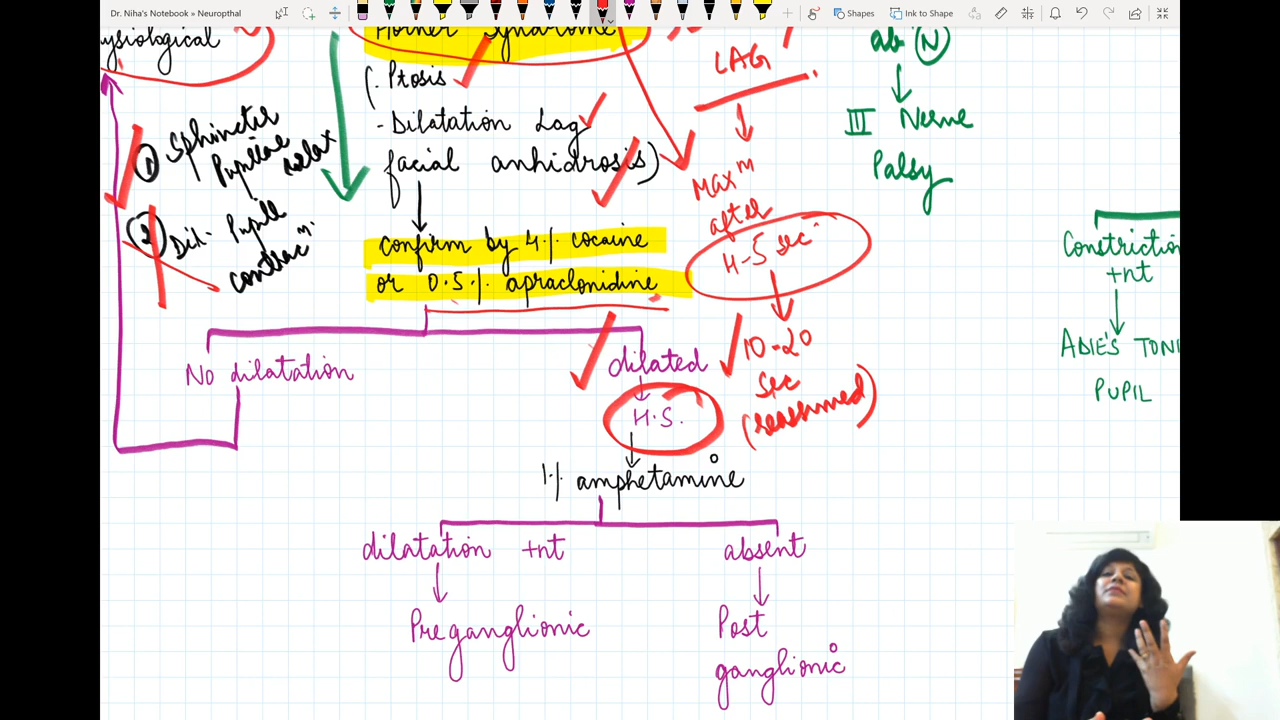 Dr. Niha's Notebook » Neuropthal
Shapes
Ink to Shape
ysiological
Horner Syndrome
(. Ptosis
- Dilatation Lag
facial anhidrosis)
① Sphincter
Pupillae relax
② Dil. Pupill
contracⁿ.
confirm by 4% cocaine
or 0.5% apraclonidine
LAG
Maxᵐ
after
4-5 sec
10-20
sec
(reassumed)
ab (N)
III Nerve
Palsy
Constriction
+nt
ADIE'S TONI
PUPIL
No dilatation
dilated
H.S.
1% amphetamine
dilatation +nt
absent
Preganglionic
Post
ganglionic